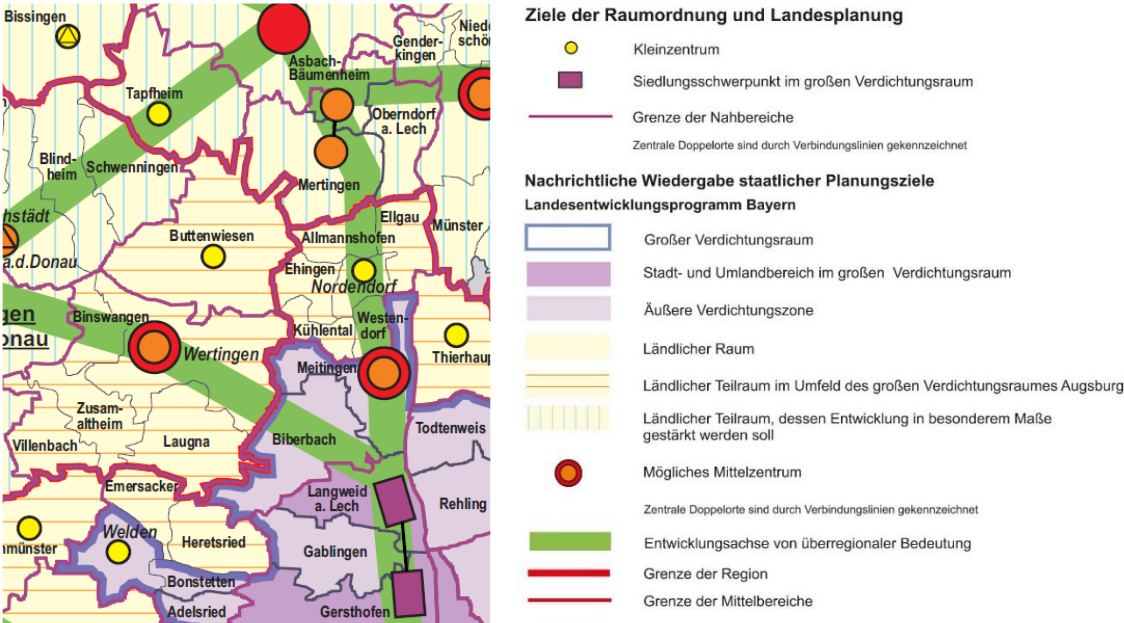 Bissingen
Niede
schön
Gender-
kingen
Asbach-
Bäumenheim
Tapfheim
Oberndorf
a. Lech
Blind-
heim
Schwenningen
Mertingen
hstädt
a.d.Donau
Ellgau
Münster
Buttenwiesen
Allmannshofen
Ehingen
Nordendorf
gen
onau
Binswangen
Westen-
dorf
Kühlental
Wertingen
Thierhaup
Meitingen
Zusam-
altheim
Todtenweis
Villenbach
Laugna
Biberbach
Emersacker
Langweid
a. Lech
Rehling
Welden
nmünster
Heretsried
Gablingen
Bonstetten
Adelsried
Gersthofen
Ziele der Raumordnung und Landesplanung
Kleinzentrum
Siedlungsschwerpunkt im großen Verdichtungsraum
Grenze der Nahbereiche
Zentrale Doppelorte sind durch Verbindungslinien gekennzeichnet
Nachrichtliche Wiedergabe staatlicher Planungsziele
Landesentwicklungsprogramm Bayern
Großer Verdichtungsraum
Stadt- und Umlandbereich im großen Verdichtungsraum
Äußere Verdichtungszone
Ländlicher Raum
Ländlicher Teilraum im Umfeld des großen Verdichtungsraumes Augsburg
Ländlicher Teilraum, dessen Entwicklung in besonderem Maße
gestärkt werden soll
Mögliches Mittelzentrum
Zentrale Doppelorte sind durch Verbindungslinien gekennzeichnet
Entwicklungsachse von überregionaler Bedeutung
Grenze der Region
Grenze der Mittelbereiche